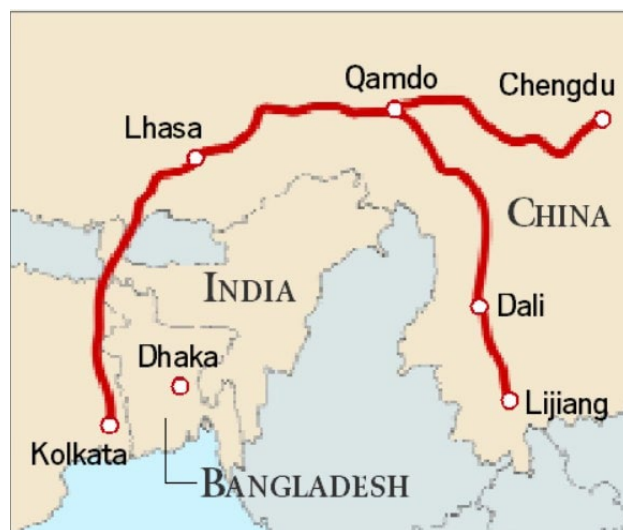 Qamdo
Chengdu
Lhasa
CHINA
INDIA
Dali
Dhaka
Lijiang
Kolkata
BANGLADESH